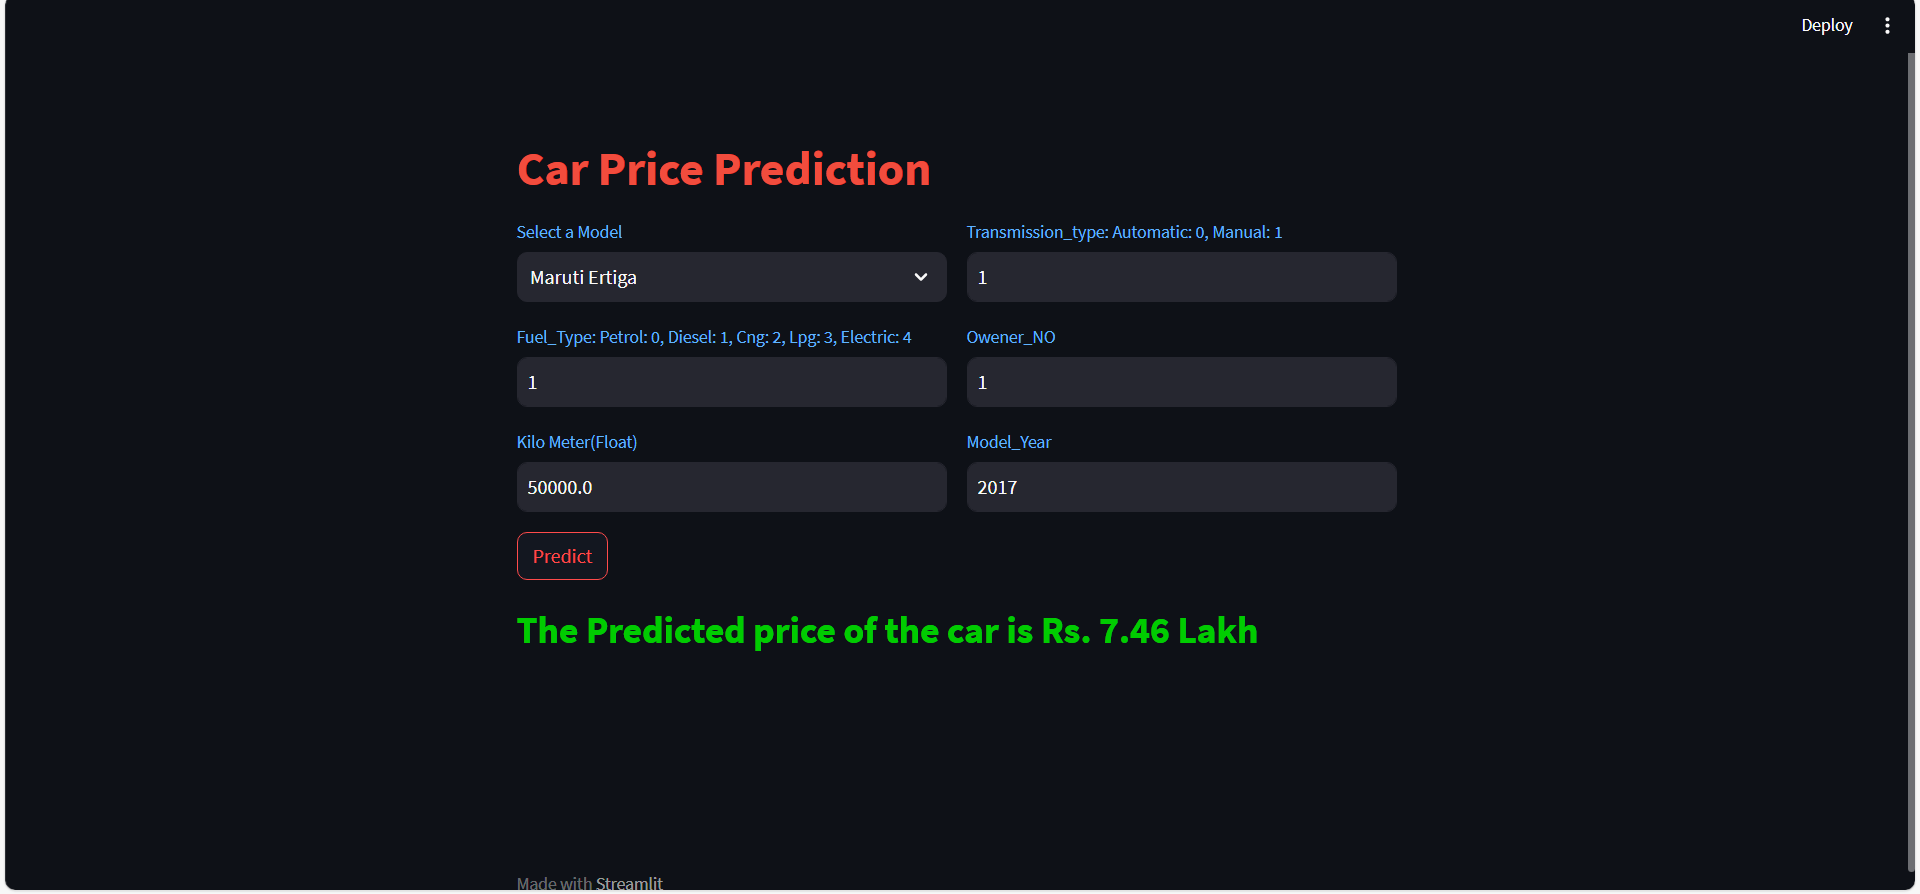 Deploy
Car Price Prediction
Select a Model
Transmission_type: Automatic: 0, Manual: 1
Maruti Ertiga
1
Fuel_Type: Petrol: 0, Diesel: 1, Cng: 2, Lpg: 3, Electric: 4
Owener_NO
1
1
Kilo Meter(Float)
Model_Year
50000.0
2017
Predict
The Predicted price of the car is Rs. 7.46 Lakh
Made with Streamlit